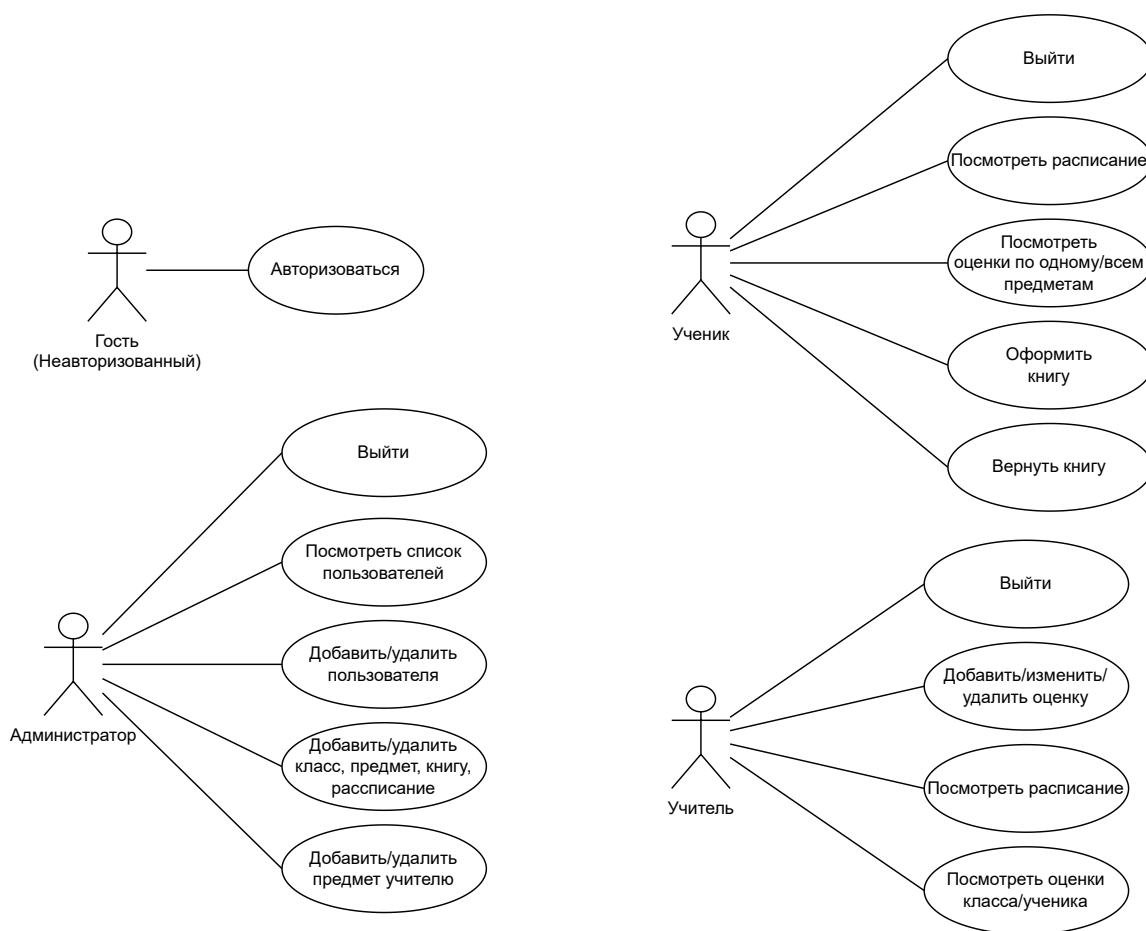 Авторизоваться
Гость
(Неавторизованный)
Выйти
Посмотреть список
пользователей
Добавить/удалить
пользователя
Добавить/удалить
класс, предмет, книгу,
рассписание
Добавить/удалить
предмет учителю
Администратор
Выйти
Посмотреть расписание
Посмотреть
оценки по одному/всем
предметам
Оформить
книгу
Вернуть книгу
Ученик
Выйти
Добавить/изменить/
удалить оценку
Посмотреть расписание
Посмотреть оценки
класса/ученика
Учитель